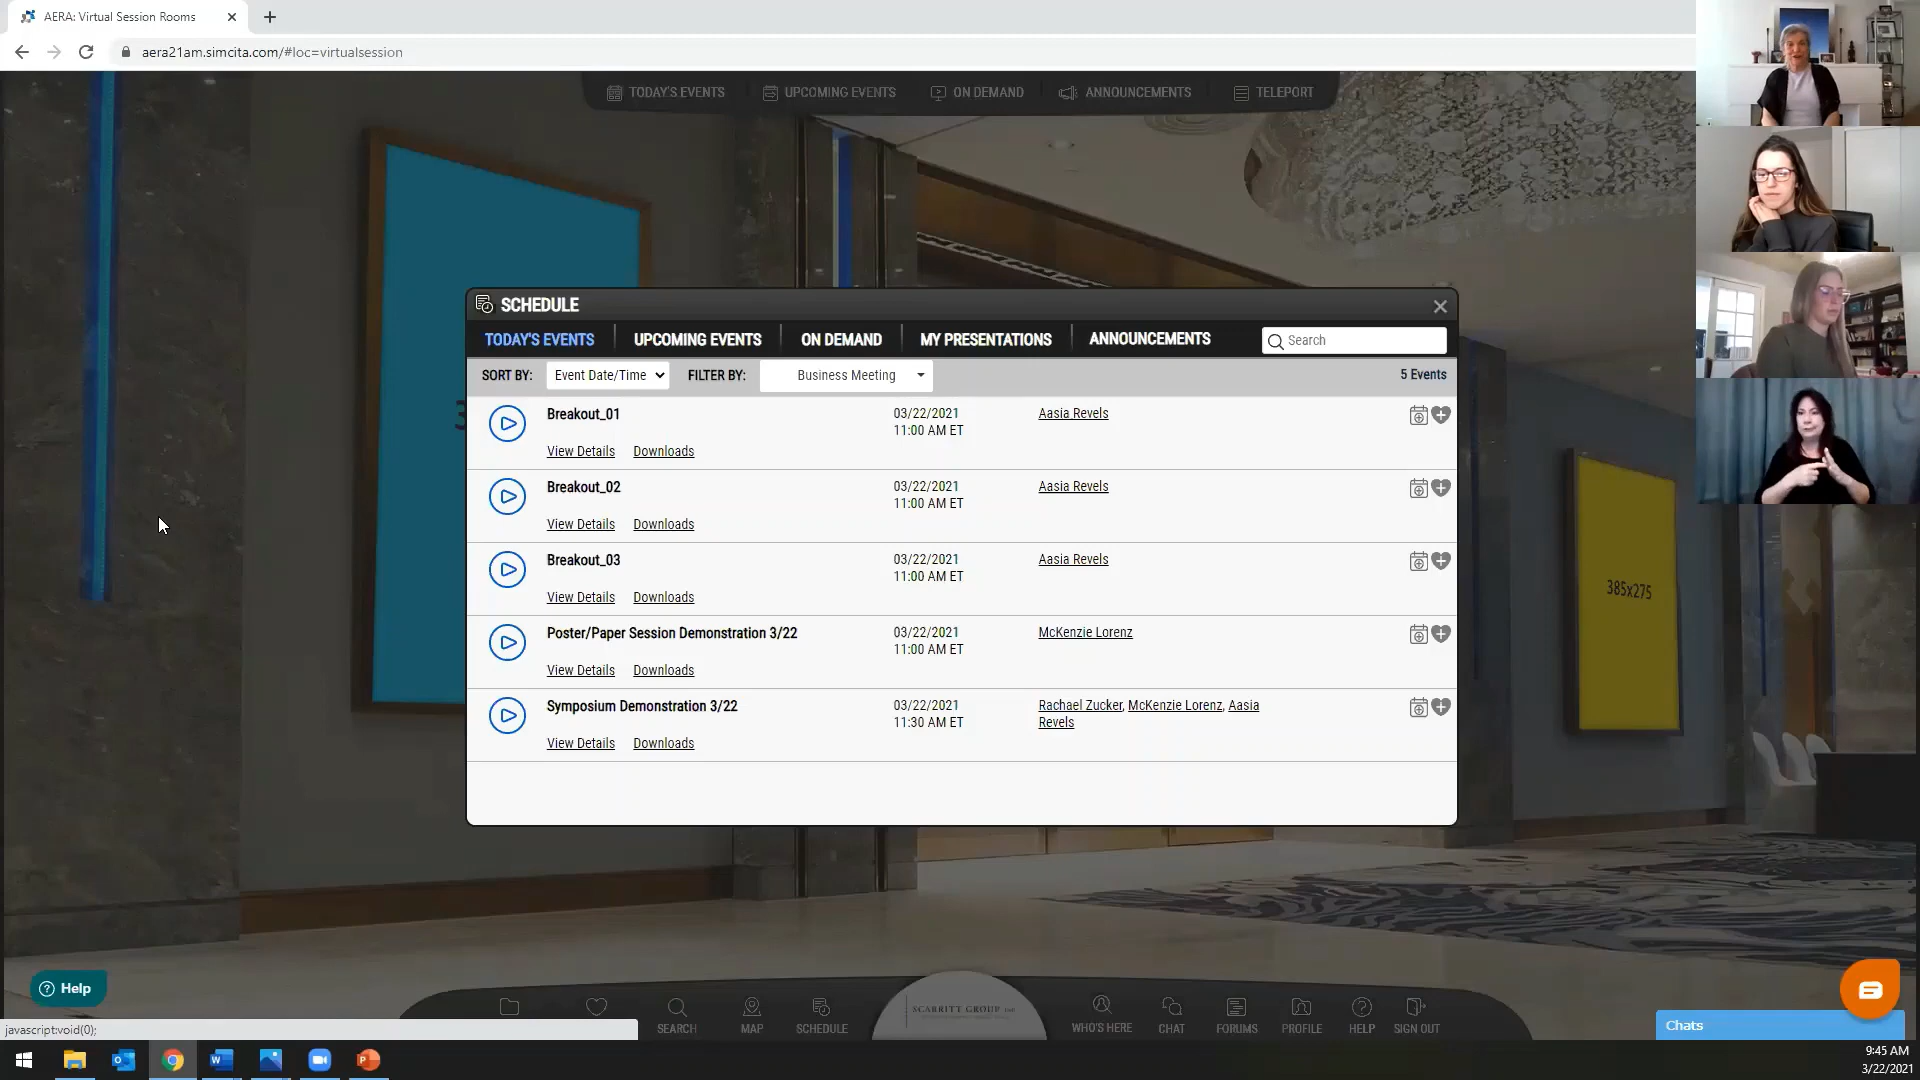 AERA: Virtual Session Rooms
aera21am.simcita.com/#loc=virtualsession
TODAY'S EVENTS UPCOMING EVENTS ON DEMAND ANNOUNCEMENTS TELEPORT
SCHEDULE
TODAY'S EVENTS UPCOMING EVENTS ON DEMAND MY PRESENTATIONS ANNOUNCEMENTS Search
SORT BY: Event Date/Time FILTER BY: Business Meeting 5 Events
Breakout_01 03/22/2021 Aasia Revels
11:00 AM ET
View Details Downloads
Breakout_02 03/22/2021 Aasia Revels
11:00 AM ET
View Details Downloads
Breakout_03 03/22/2021 Aasia Revels
11:00 AM ET
View Details Downloads
Poster/Paper Session Demonstration 3/22 03/22/2021 McKenzie Lorenz
11:00 AM ET
View Details Downloads
Symposium Demonstration 3/22 03/22/2021 Rachael Zucker, McKenzie Lorenz, Aasia
11:30 AM ET Revels
View Details Downloads
385x275
Help
SCARRITT GROUP
SEARCH MAP SCHEDULE WHO'S HERE CHAT FORUMS PROFILE HELP SIGN OUT
javascript:void(0);
Chats
9:45 AM
3/22/2021